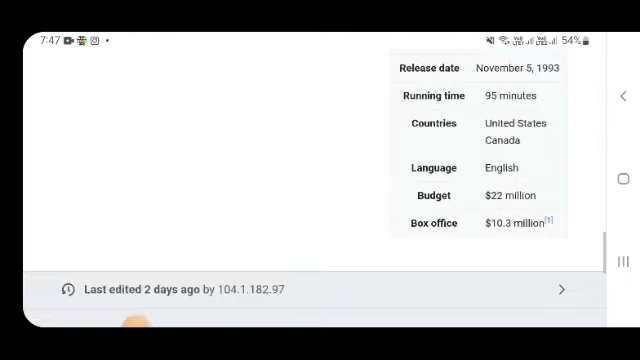 7:47
54%
Release date November 5, 1993
Running time 95 minutes
Countries United States
Canada
Language English
Budget $22 million
Box office $10.3 million[1]
Last edited 2 days ago by 104.1.182.97